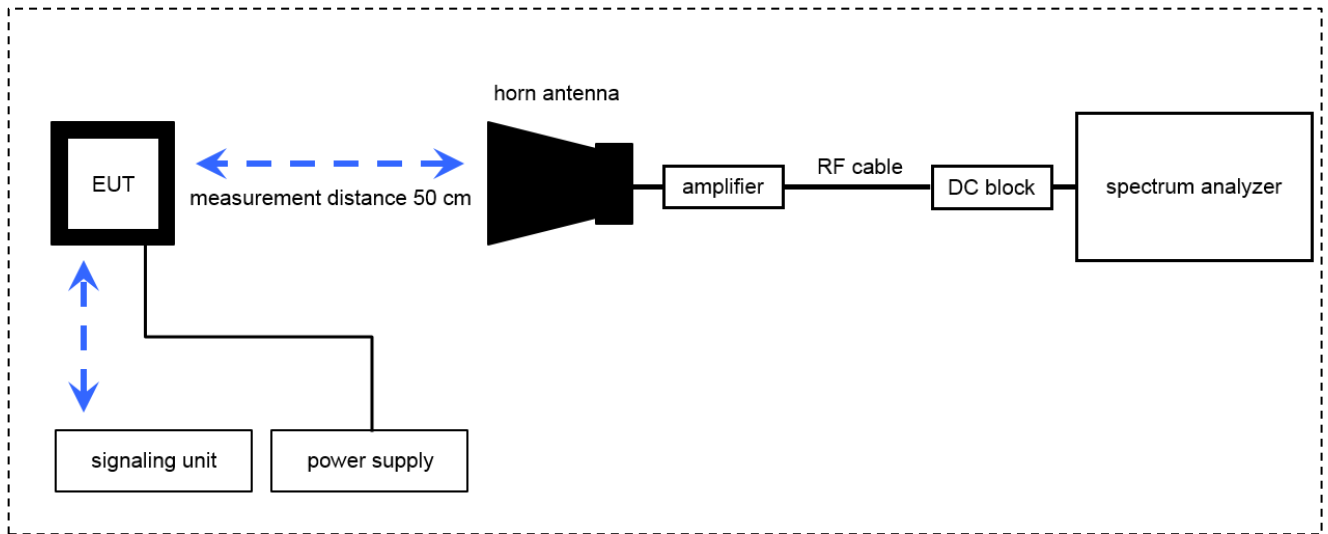 horn antenna
EUT
measurement distance 50 cm
amplifier
RF cable
DC block
spectrum analyzer
signaling unit
power supply